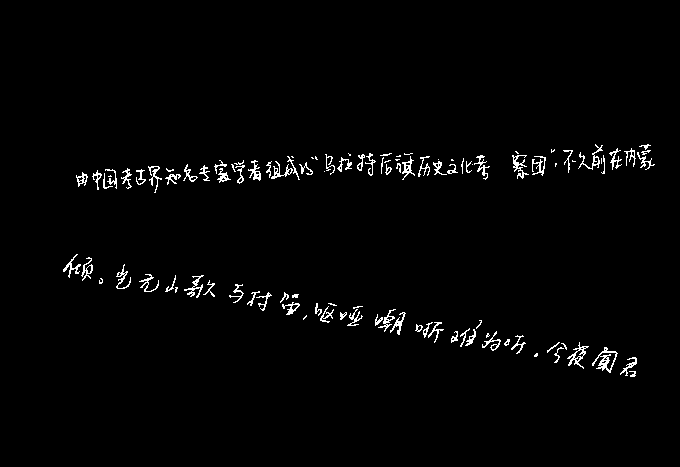 由中国考古界知名专家学者组成的“乌拉特后旗历史文化考 察团”,不久前在内蒙
倾。岂无山歌与村笛,呕哑嘲哳难为听。今夜闻君